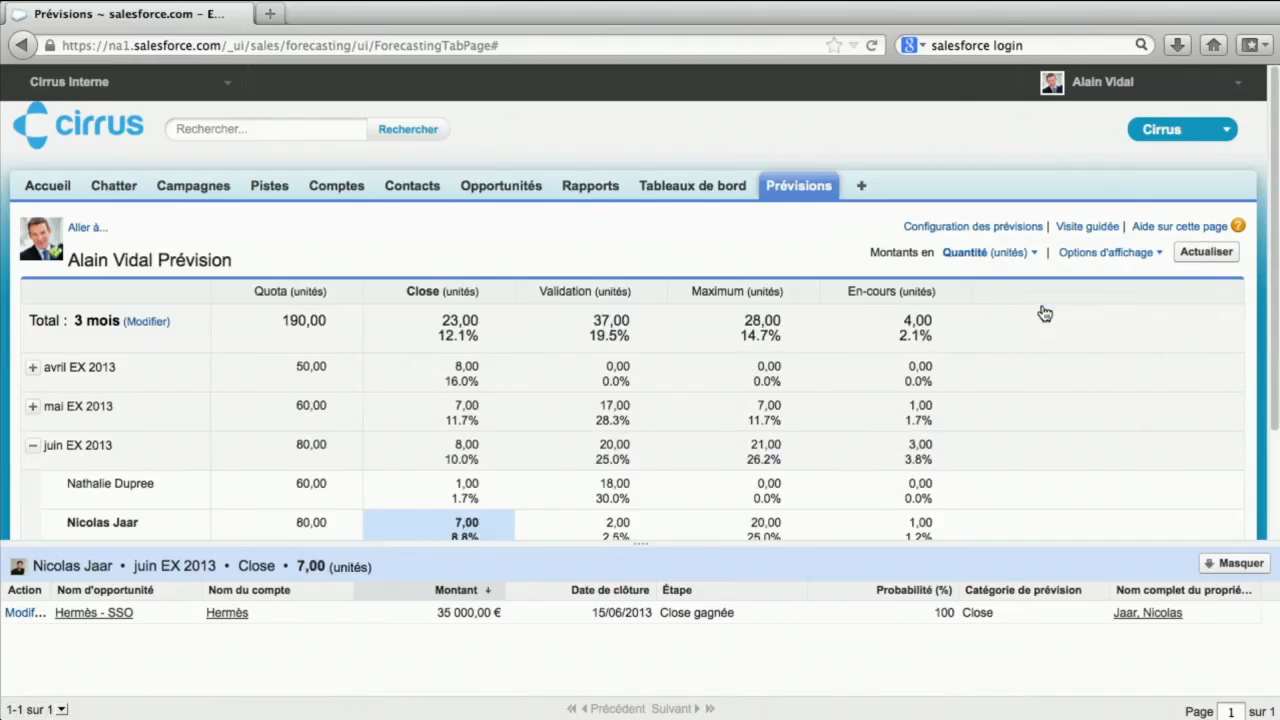 Prévisions ~ salesforce.com – E...
https://na1.salesforce.com/_ui/sales/forecasting/ui/ForecastingTabPage#
salesforce login
Cirrus Interne
Alain Vidal
cirrus
Rechercher...
Rechercher
Cirrus
Accueil Chatter Campagnes Pistes Comptes Contacts Opportunités Rapports Tableaux de bord Prévisions +
Aller à...
Configuration des prévisions | Visite guidée | Aide sur cette page ?
Alain Vidal Prévision
Montants en Quantité (unités) | Options d'affichage Actualiser
Quota (unités) Close (unités) Validation (unités) Maximum (unités) En-cours (unités)
Total : 3 mois (Modifier) 190,00 23,00 37,00 28,00 4,00
12.1% 19.5% 14.7% 2.1%
+ avril EX 2013 50,00 8,00 0,00 0,00 0,00
16.0% 0.0% 0.0% 0.0%
+ mai EX 2013 60,00 7,00 17,00 7,00 1,00
11.7% 28.3% 11.7% 1.7%
− juin EX 2013 80,00 8,00 20,00 21,00 3,00
10.0% 25.0% 26.2% 3.8%
Nathalie Dupree 60,00 1,00 18,00 0,00 0,00
1.7% 30.0% 0.0% 0.0%
Nicolas Jaar 80,00 7,00 2,00 20,00 1,00
8.8% 2.5% 25.0% 1.2%
Nicolas Jaar • juin EX 2013 • Close • 7,00 (unités)
Masquer
Action Nom d'opportunité Nom du compte Montant ↓ Date de clôture Étape Probabilité (%) Catégorie de prévision Nom complet du proprié...
Modif... Hermès - SSO Hermès 35 000,00 € 15/06/2013 Close gagnée 100 Close Jaar, Nicolas
1-1 sur 1
Précédent Suivant
Page 1 sur 1